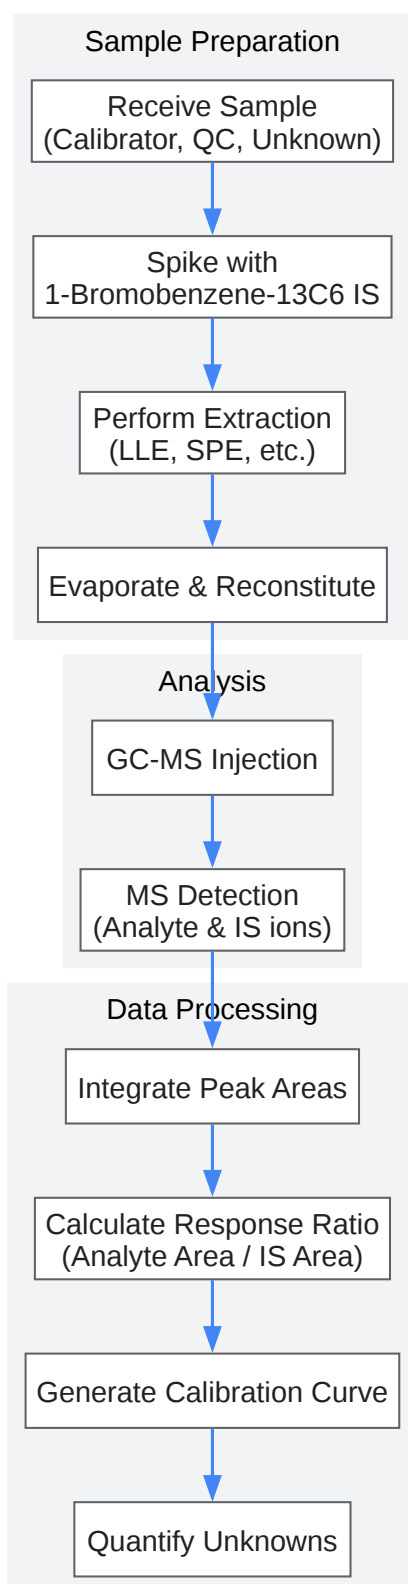 Sample Preparation
Receive Sample
(Calibrator, QC, Unknown)
Spike with
1-Bromobenzene-13C6 IS
Perform Extraction
(LLE, SPE, etc.)
Evaporate & Reconstitute
Analysis
GC-MS Injection
MS Detection
(Analyte & IS ions)
Data Processing
Integrate Peak Areas
Calculate Response Ratio
(Analyte Area / IS Area)
Generate Calibration Curve
Quantify Unknowns